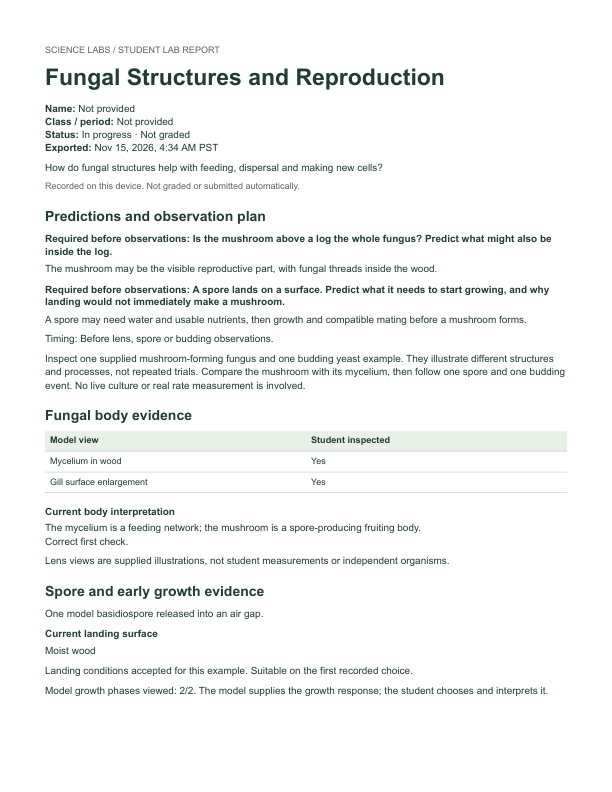 SCIENCE LABS / STUDENT LAB REPORT
Fungal Structures and Reproduction
Name: Not provided
Class / period: Not provided
Status: In progress · Not graded
Exported: Nov 15, 2026, 4:34 AM PST
How do fungal structures help with feeding, dispersal and making new cells?
Recorded on this device. Not graded or submitted automatically.
Predictions and observation plan
Required before observations: Is the mushroom above a log the whole fungus? Predict what might also be
inside the log.
The mushroom may be the visible reproductive part, with fungal threads inside the wood.
Required before observations: A spore lands on a surface. Predict what it needs to start growing, and why
landing would not immediately make a mushroom.
A spore may need water and usable nutrients, then growth and compatible mating before a mushroom forms.
Timing: Before lens, spore or budding observations.
Inspect one supplied mushroom-forming fungus and one budding yeast example. They illustrate different structures
and processes, not repeated trials. Compare the mushroom with its mycelium, then follow one spore and one budding
event. No live culture or real rate measurement is involved.
Fungal body evidence
Model view Student inspected
Mycelium in wood Yes
Gill surface enlargement Yes
Current body interpretation
The mycelium is a feeding network; the mushroom is a spore-producing fruiting body.
Correct first check.
Lens views are supplied illustrations, not student measurements or independent organisms.
Spore and early growth evidence
One model basidiospore released into an air gap.
Current landing surface
Moist wood
Landing conditions accepted for this example. Suitable on the first recorded choice.
Model growth phases viewed: 2/2. The model supplies the growth response; the student chooses and interprets it.